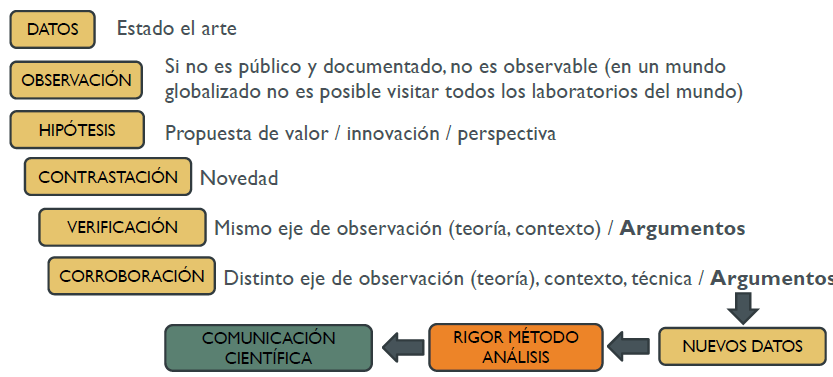 DATOS Estado el arte
OBSERVACIÓN Si no es público y documentado, no es observable (en un mundo
globalizado no es posible visitar todos los laboratorios del mundo)
HIPÓTESIS Propuesta de valor / innovación / perspectiva
CONTRASTACIÓN Novedad
VERIFICACIÓN Mismo eje de observación (teoría, contexto) / Argumentos
CORROBORACIÓN Distinto eje de observación (teoría), contexto, técnica / Argumentos
COMUNICACIÓN
CIENTÍFICA
RIGOR MÉTODO
ANÁLISIS
NUEVOS DATOS